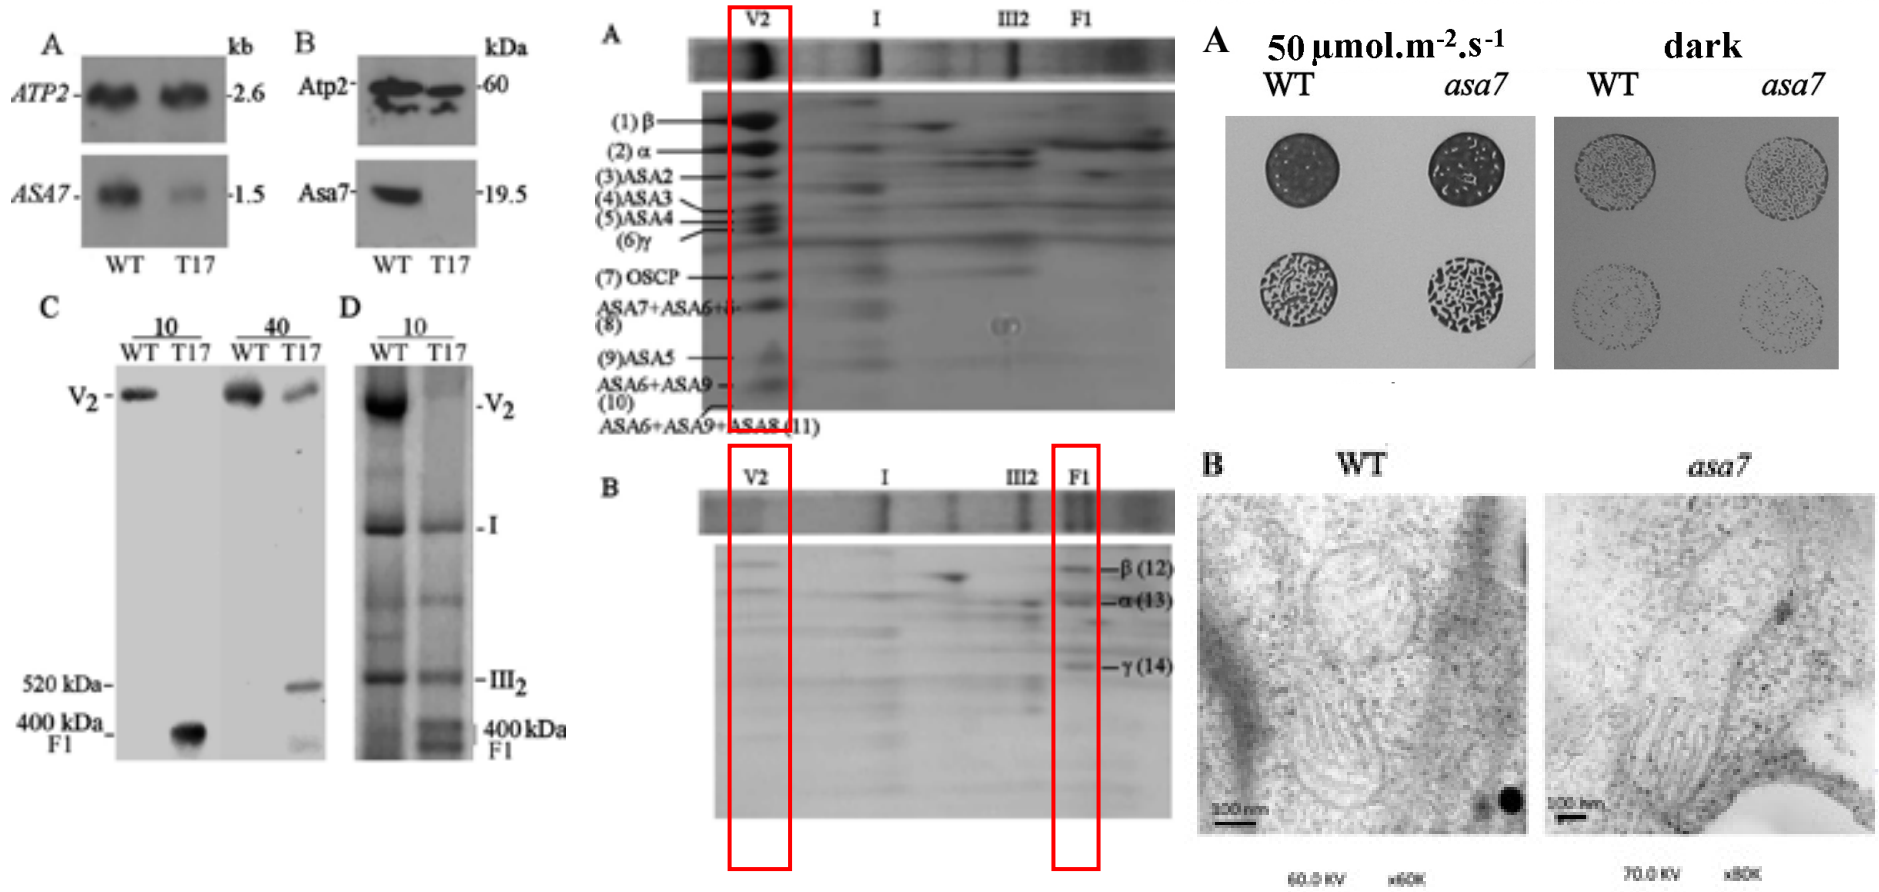 A
kb
ATP2-
-2.6
ASA7-
-1.5
WT T17
B
kDa
Atp2-
-60
Asa7-
-19.5
WT T17
C
10 40
WT T17 WT T17
V2 -
520 kDa-
400 kDa -
F1
D
10
WT T17
-V2
-I
-III2
400 kDa
F1
A
V2 I III2 F1
(1) β
(2) α
(3)ASA2
(4)ASA3
(5)ASA4
(6)γ
(7) OSCP
ASA7+ASA6+δ
(8)
(9)ASA5
ASA6+ASA9
(10)
ASA6+ASA9+ASA8 (11)
B
V2 I III2 F1
β (12)
α (13)
γ (14)
A
50 µmol.m-2.s-1 dark
WT asa7 WT asa7
B
WT asa7
100 nm
100 nm
60.0 KV x60K
70.0 KV x80K